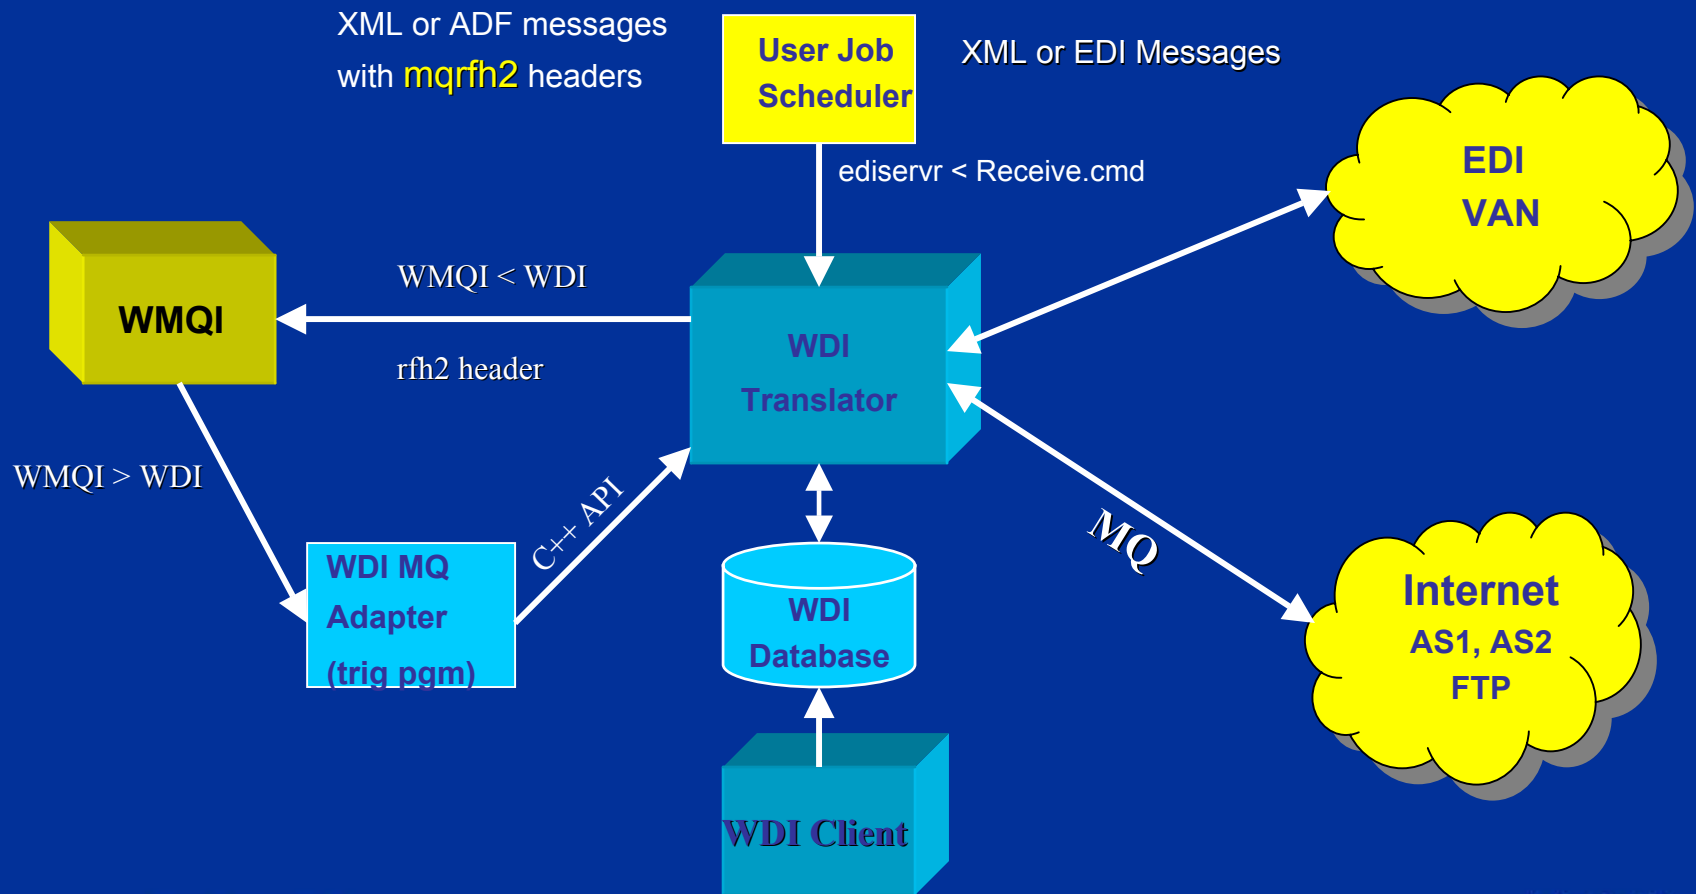 XML or ADF messages
with mqrfh2 headers
User Job
Scheduler
XML or EDI Messages
ediservr < Receive.cmd
EDI
VAN
WMQI < WDI
WMQI
rfh2 header
WDI
Translator
WMQI > WDI
C++ API
MQ
WDI MQ
Adapter
(trig pgm)
WDI
Database
Internet
AS1, AS2
FTP
WDI Client